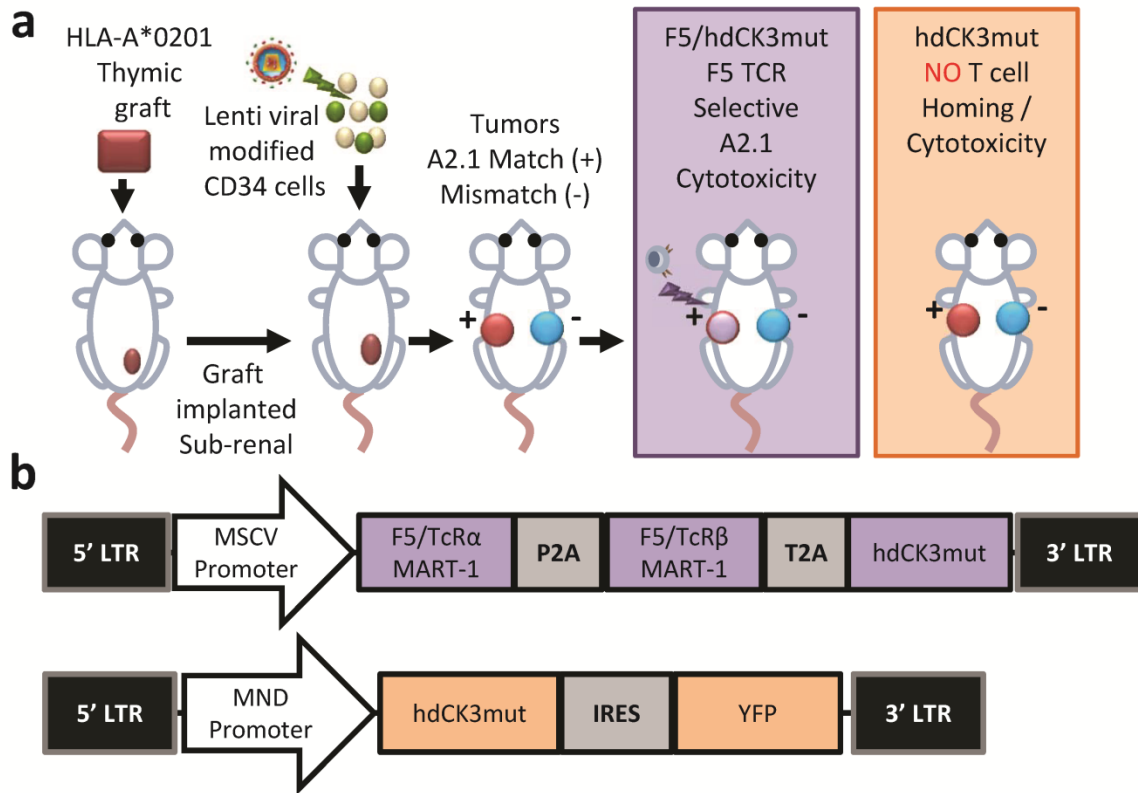 a
HLA-A*0201
Thymic
graft
Lenti viral
modified
CD34 cells
Graft
implanted
Sub-renal
Tumors
A2.1 Match (+)
Mismatch (-)
+ -
F5/hdCK3mut
F5 TCR
Selective
A2.1
Cytotoxicity
+ -
hdCK3mut
NO T cell
Homing /
Cytotoxicity
+ -
b
5' LTR
MSCV
Promoter
F5/TcRα
MART-1
P2A
F5/TcRβ
MART-1
T2A
hdCK3mut
3' LTR
5' LTR
MND
Promoter
hdCK3mut
IRES
YFP
3' LTR